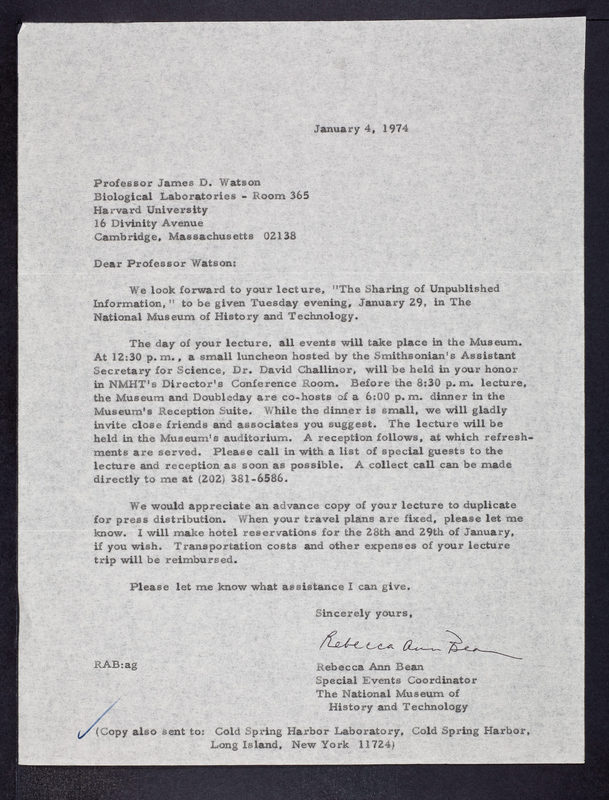 January 4, 1974
Professor James D. Watson
Biological Laboratories - Room 365
Harvard University
16 Divinity Avenue
Cambridge, Massachusetts 02138
Dear Professor Watson:
We look forward to your lecture, "The Sharing of Unpublished
Information," to be given Tuesday evening, January 29, in The
National Museum of History and Technology.
The day of your lecture, all events will take place in the Museum.
At 12:30 p.m., a small luncheon hosted by the Smithsonian's Assistant
Secretary for Science, Dr. David Challinor, will be held in your honor
in NMHT's Director's Conference Room. Before the 8:30 p.m. lecture,
the Museum and Doubleday are co-hosts of a 6:00 p.m. dinner in the
Museum's Reception Suite. While the dinner is small, we will gladly
invite close friends and associates you suggest. The lecture will be
held in the Museum's auditorium. A reception follows, at which refresh-
ments are served. Please call in with a list of special guests to the
lecture and reception as soon as possible. A collect call can be made
directly to me at (202) 381-6586.
We would appreciate an advance copy of your lecture to duplicate
for press distribution. When your travel plans are fixed, please let me
know. I will make hotel reservations for the 28th and 29th of January,
if you wish. Transportation costs and other expenses of your lecture
trip will be reimbursed.
Please let me know what assistance I can give.
Sincerely yours,
Rebecca Ann Bean
RAB:ag
Rebecca Ann Bean
Special Events Coordinator
The National Museum of
History and Technology
(Copy also sent to: Cold Spring Harbor Laboratory, Cold Spring Harbor,
Long Island, New York 11724)